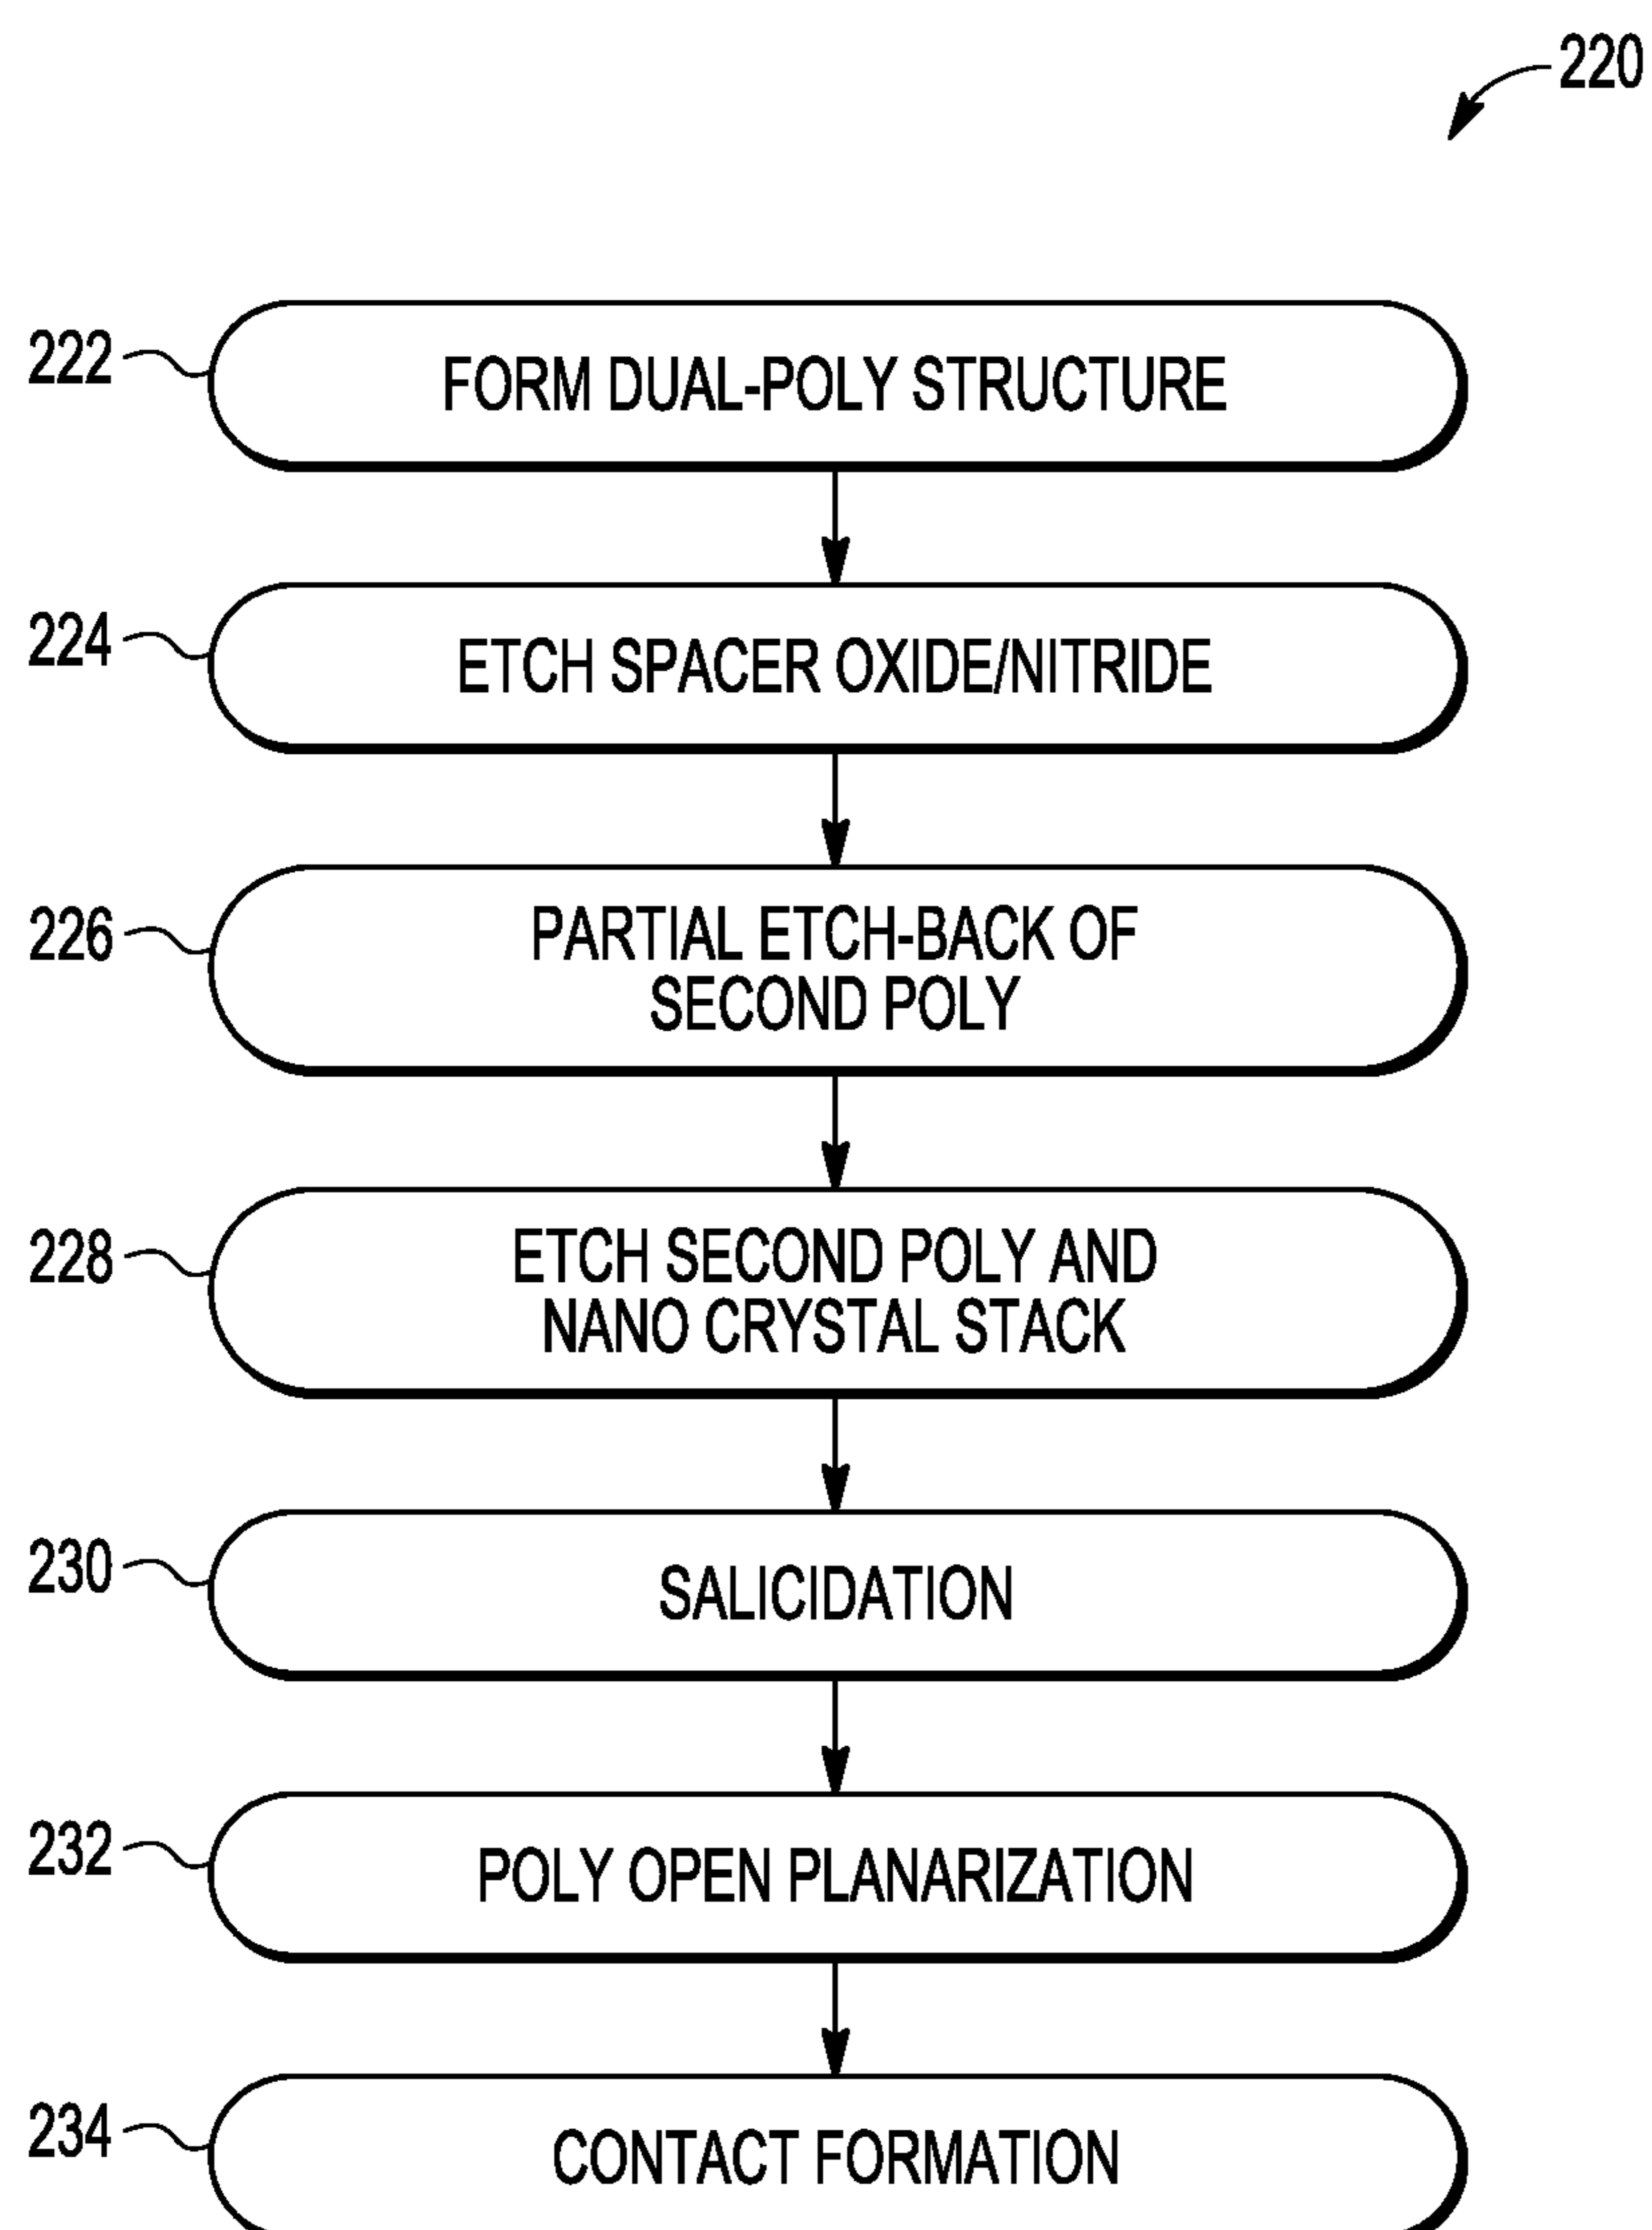 220
222
FORM DUAL-POLY STRUCTURE
224
ETCH SPACER OXIDE/NITRIDE
226
PARTIAL ETCH-BACK OF
SECOND POLY
228
ETCH SECOND POLY AND
NANO CRYSTAL STACK
230
SALICIDATION
232
POLY OPEN PLANARIZATION
234
CONTACT FORMATION